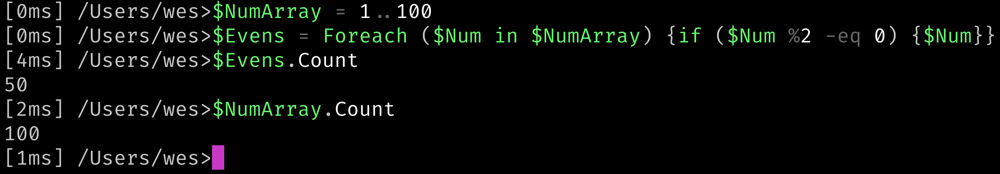 [0ms] /Users/wes>$NumArray = 1..100
[0ms] /Users/wes>$Evens = Foreach ($Num in $NumArray) {if ($Num %2 -eq 0) {$Num}}
[4ms] /Users/wes>$Evens.Count
50
[2ms] /Users/wes>$NumArray.Count
100
[1ms] /Users/wes>